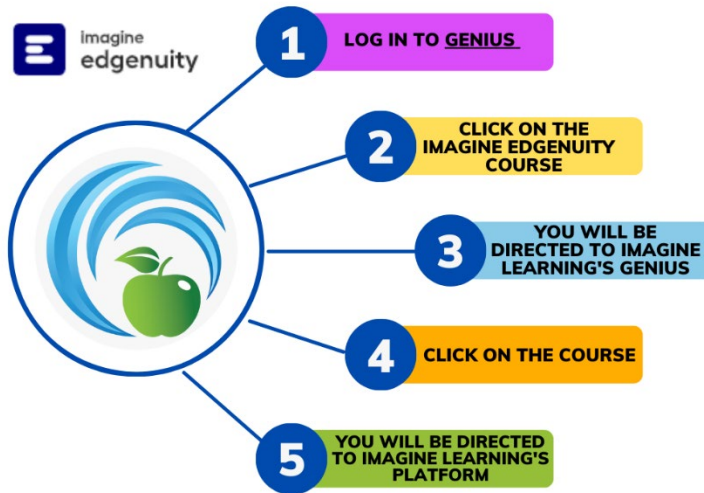 imagine
edgenuity
1
LOG IN TO GENIUS
2
CLICK ON THE
IMAGINE EDGENUITY
COURSE
3
YOU WILL BE
DIRECTED TO IMAGINE
LEARNING'S GENIUS
4
CLICK ON THE COURSE
5
YOU WILL BE DIRECTED
TO IMAGINE LEARNING'S
PLATFORM